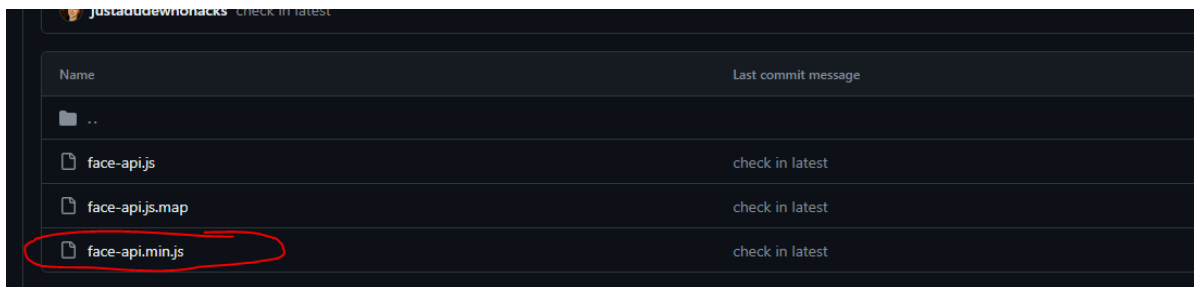 justadudewhohacks check in latest
Name Last commit message
..
face-api.js check in latest
face-api.js.map check in latest
face-api.min.js check in latest